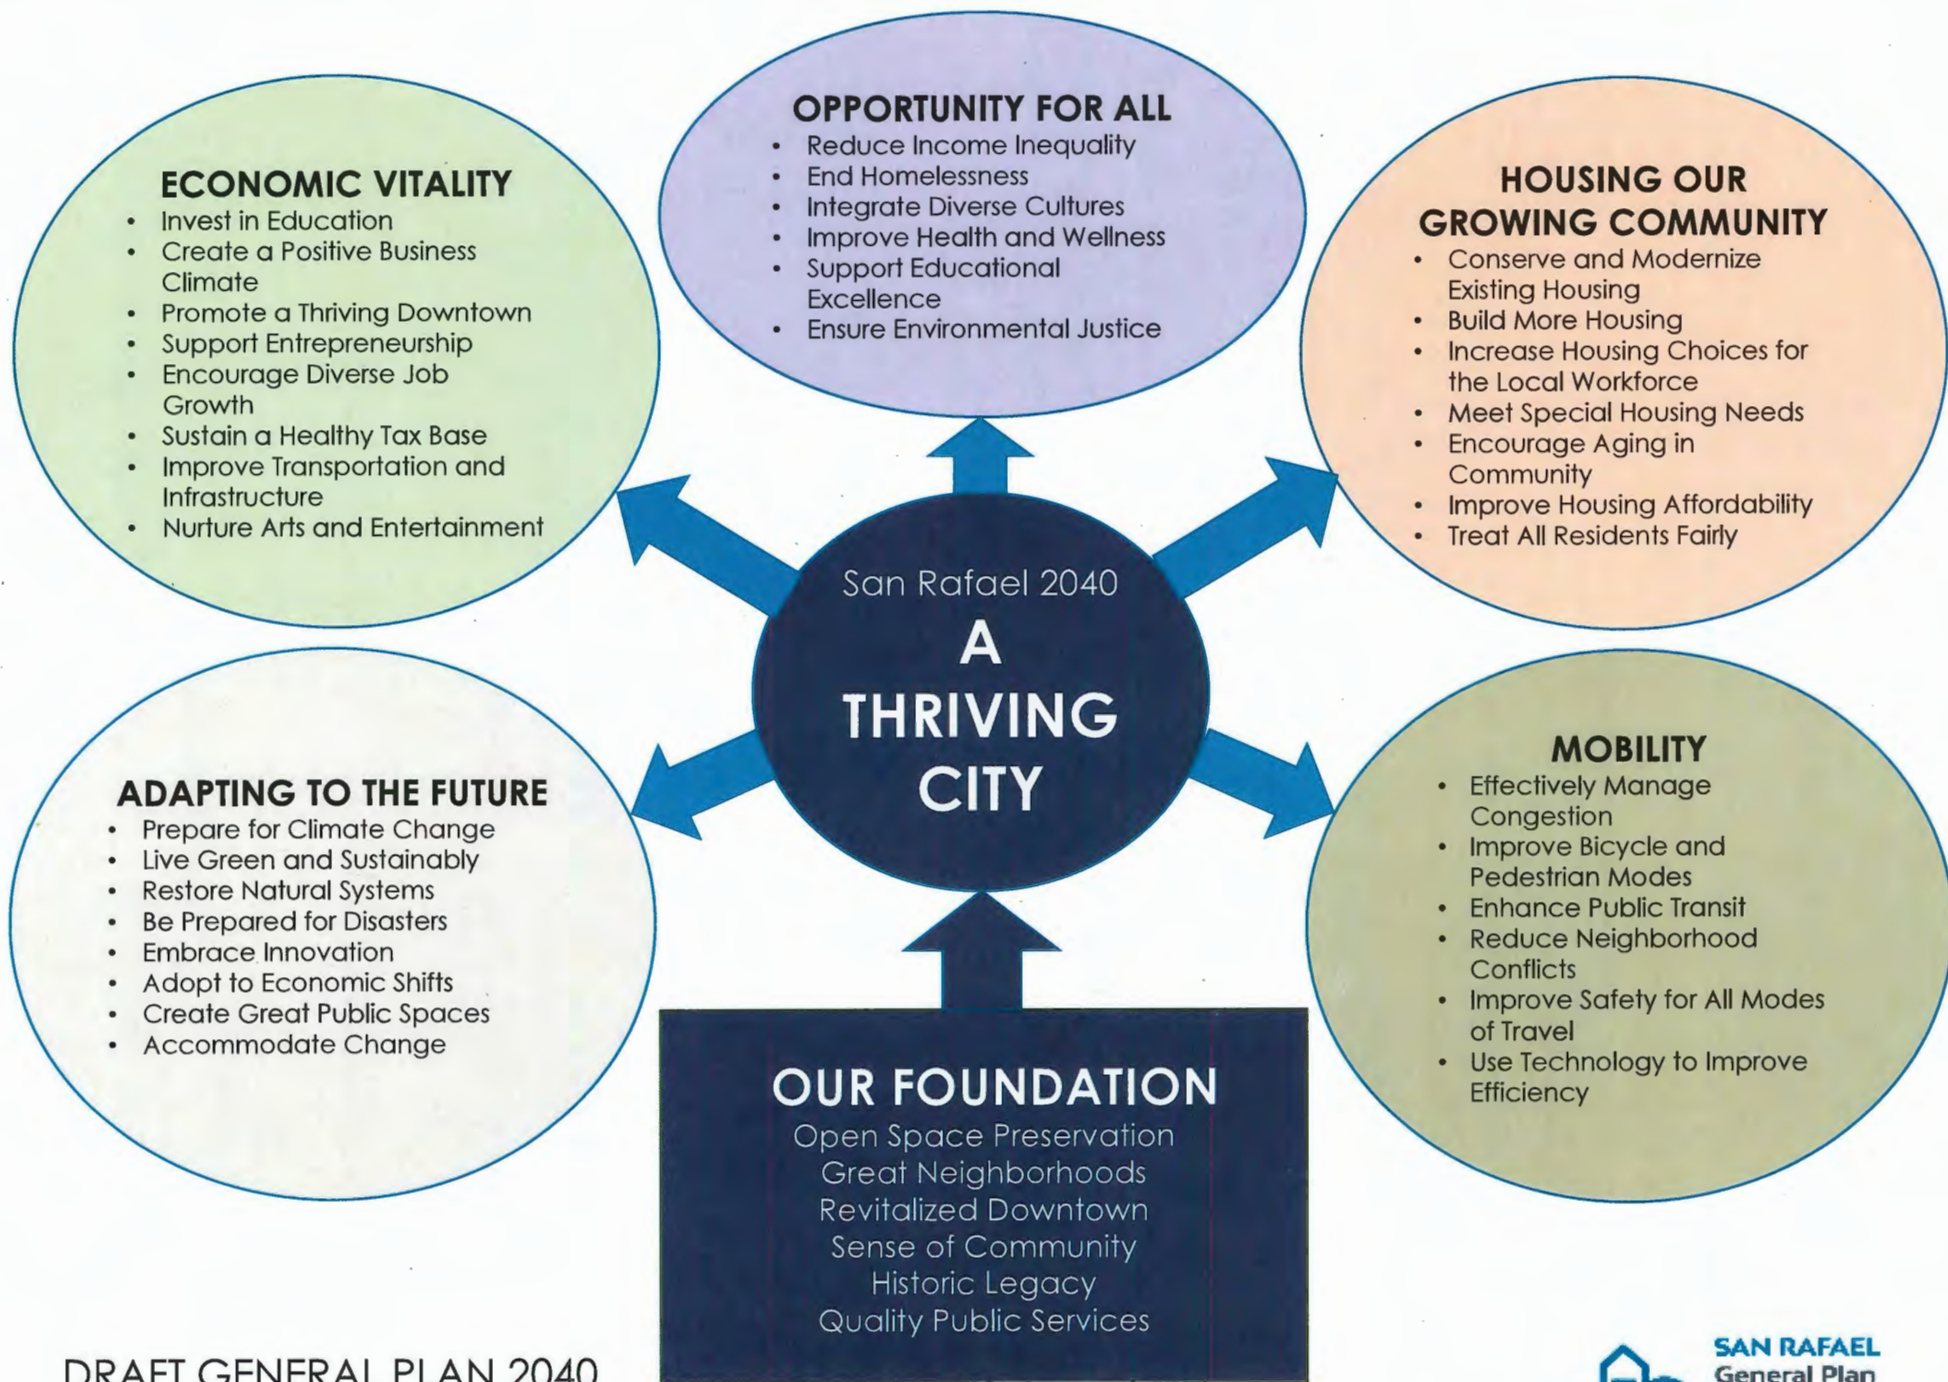 OPPORTUNITY FOR ALL
• Reduce Income Inequality
• End Homelessness
• Integrate Diverse Cultures
• Improve Health and Wellness
• Support Educational
Excellence
• Ensure Environmental Justice
ECONOMIC VITALITY
• Invest in Education
• Create a Positive Business
Climate
• Promote a Thriving Downtown
• Support Entrepreneurship
• Encourage Diverse Job
Growth
• Sustain a Healthy Tax Base
• Improve Transportation and
Infrastructure
• Nurture Arts and Entertainment
HOUSING OUR
GROWING COMMUNITY
• Conserve and Modernize
Existing Housing
• Build More Housing
• Increase Housing Choices for
the Local Workforce
• Meet Special Housing Needs
• Encourage Aging in
Community
• Improve Housing Affordability
• Treat All Residents Fairly
San Rafael 2040
A
THRIVING
CITY
ADAPTING TO THE FUTURE
• Prepare for Climate Change
• Live Green and Sustainably
• Restore Natural Systems
• Be Prepared for Disasters
• Embrace Innovation
• Adopt to Economic Shifts
• Create Great Public Spaces
• Accommodate Change
MOBILITY
• Effectively Manage
Congestion
• Improve Bicycle and
Pedestrian Modes
• Enhance Public Transit
• Reduce Neighborhood
Conflicts
• Improve Safety for All Modes
of Travel
• Use Technology to Improve
Efficiency
OUR FOUNDATION
Open Space Preservation
Great Neighborhoods
Revitalized Downtown
Sense of Community
Historic Legacy
Quality Public Services
DRAFT GENERAL PLAN 2040
SAN RAFAEL
General Plan